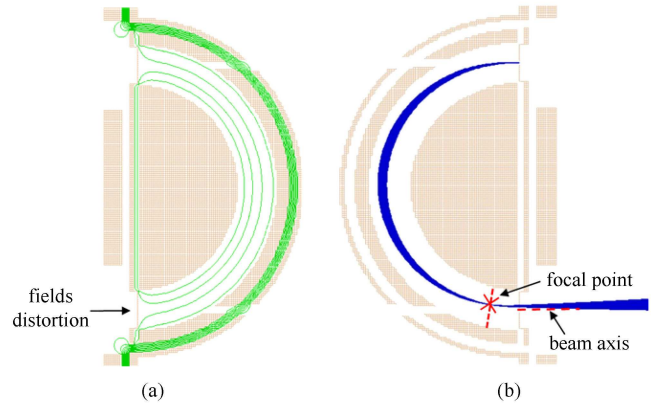 fields
distortion
(a)
focal point
beam axis
(b)